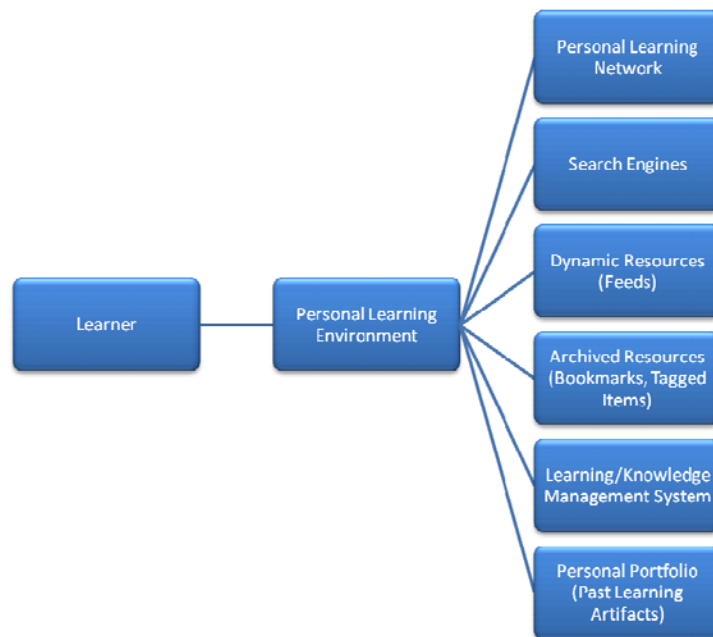 Learner
Personal Learning
Environment
Personal Learning
Network
Search Engines
Dynamic Resources
(Feeds)
Archived Resources
(Bookmarks, Tagged
Items)
Learning/Knowledge
Management System
Personal Portfolio
(Past Learning
Artifacts)